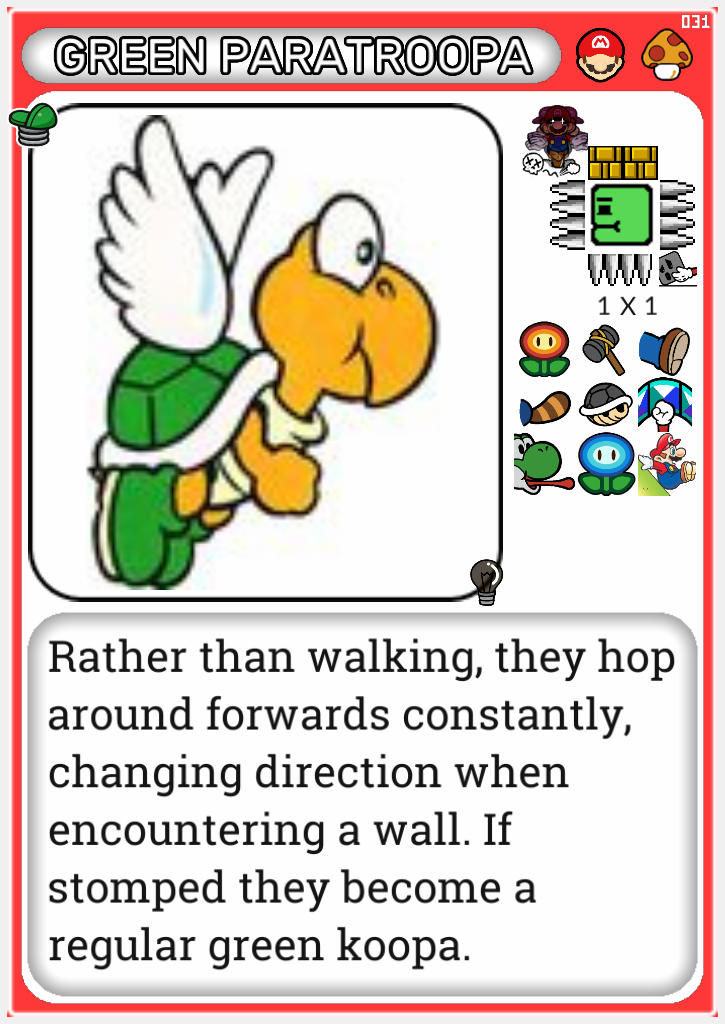 031
GREEN PARATROOPA
1 X 1
Rather than walking, they hop
around forwards constantly,
changing direction when
encountering a wall. If
stomped they become a
regular green koopa.